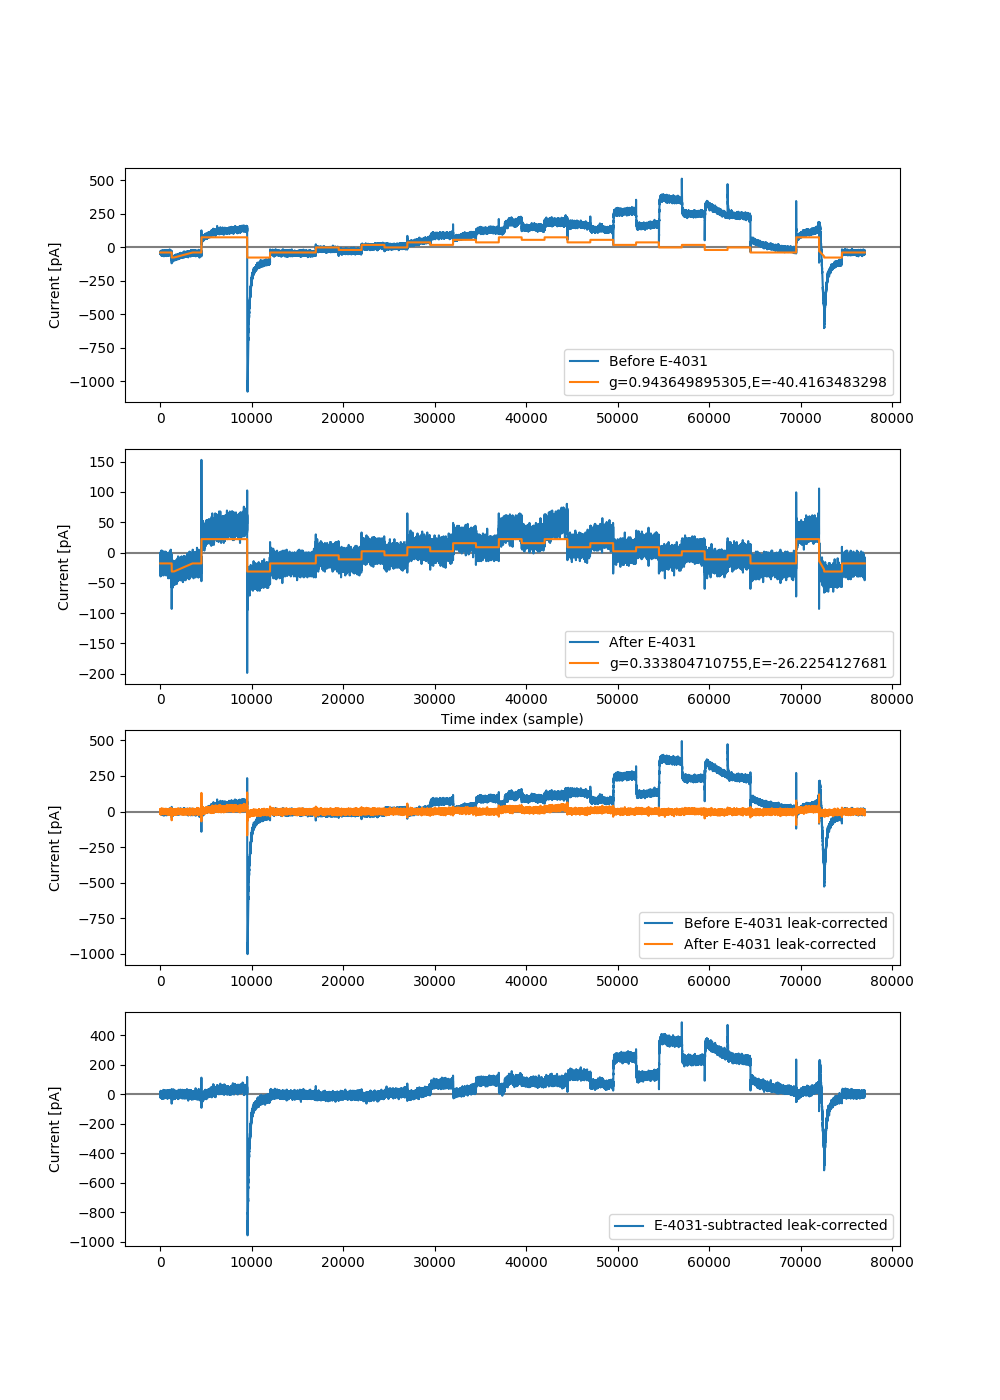 500
250
0
−250
−500
−750
−1000
Current [pA]
Before E-4031
g=0.943649895305,E=-40.4163483298
0 10000 20000 30000 40000 50000 60000 70000 80000
150
100
50
0
−50
−100
−150
−200
Current [pA]
After E-4031
g=0.333804710755,E=-26.2254127681
0 10000 20000 30000 40000 50000 60000 70000 80000
Time index (sample)
500
250
0
−250
−500
−750
−1000
Current [pA]
Before E-4031 leak-corrected
After E-4031 leak-corrected
0 10000 20000 30000 40000 50000 60000 70000 80000
400
200
0
−200
−400
−600
−800
−1000
Current [pA]
E-4031-subtracted leak-corrected
0 10000 20000 30000 40000 50000 60000 70000 80000